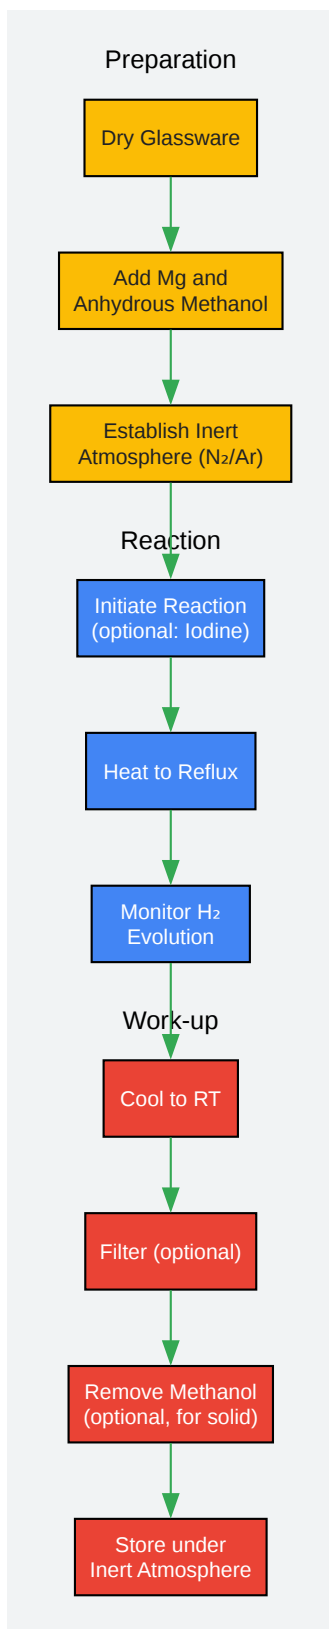 Preparation
Dry Glassware
Add Mg and
Anhydrous Methanol
Establish Inert
Atmosphere (N₂/Ar)
Reaction
Initiate Reaction
(optional: Iodine)
Heat to Reflux
Monitor H₂
Evolution
Work-up
Cool to RT
Filter (optional)
Remove Methanol
(optional, for solid)
Store under
Inert Atmosphere